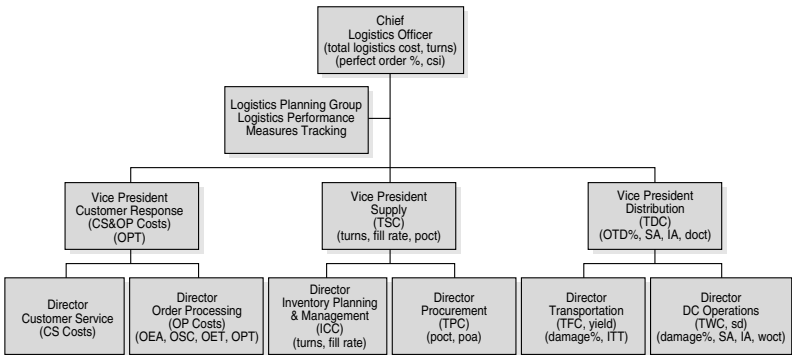 Chief
Logistics Officer
(total logistics cost, turns)
(perfect order %, csi)
Logistics Planning Group
Logistics Performance
Measures Tracking
Vice President
Customer Response
(CS&OP Costs)
(OPT)
Vice President
Supply
(TSC)
(turns, fill rate, poct)
Vice President
Distribution
(TDC)
(OTD%, SA, IA, doct)
Director
Customer Service
(CS Costs)
Director
Order Processing
(OP Costs)
(OEA, OSC, OET, OPT)
Director
Inventory Planning
& Management
(ICC)
(turns, fill rate)
Director
Procurement
(TPC)
(poct, poa)
Director
Transportation
(TFC, yield)
(damage%, ITT)
Director
DC Operations
(TWC, sd)
(damage%, SA, IA, woct)